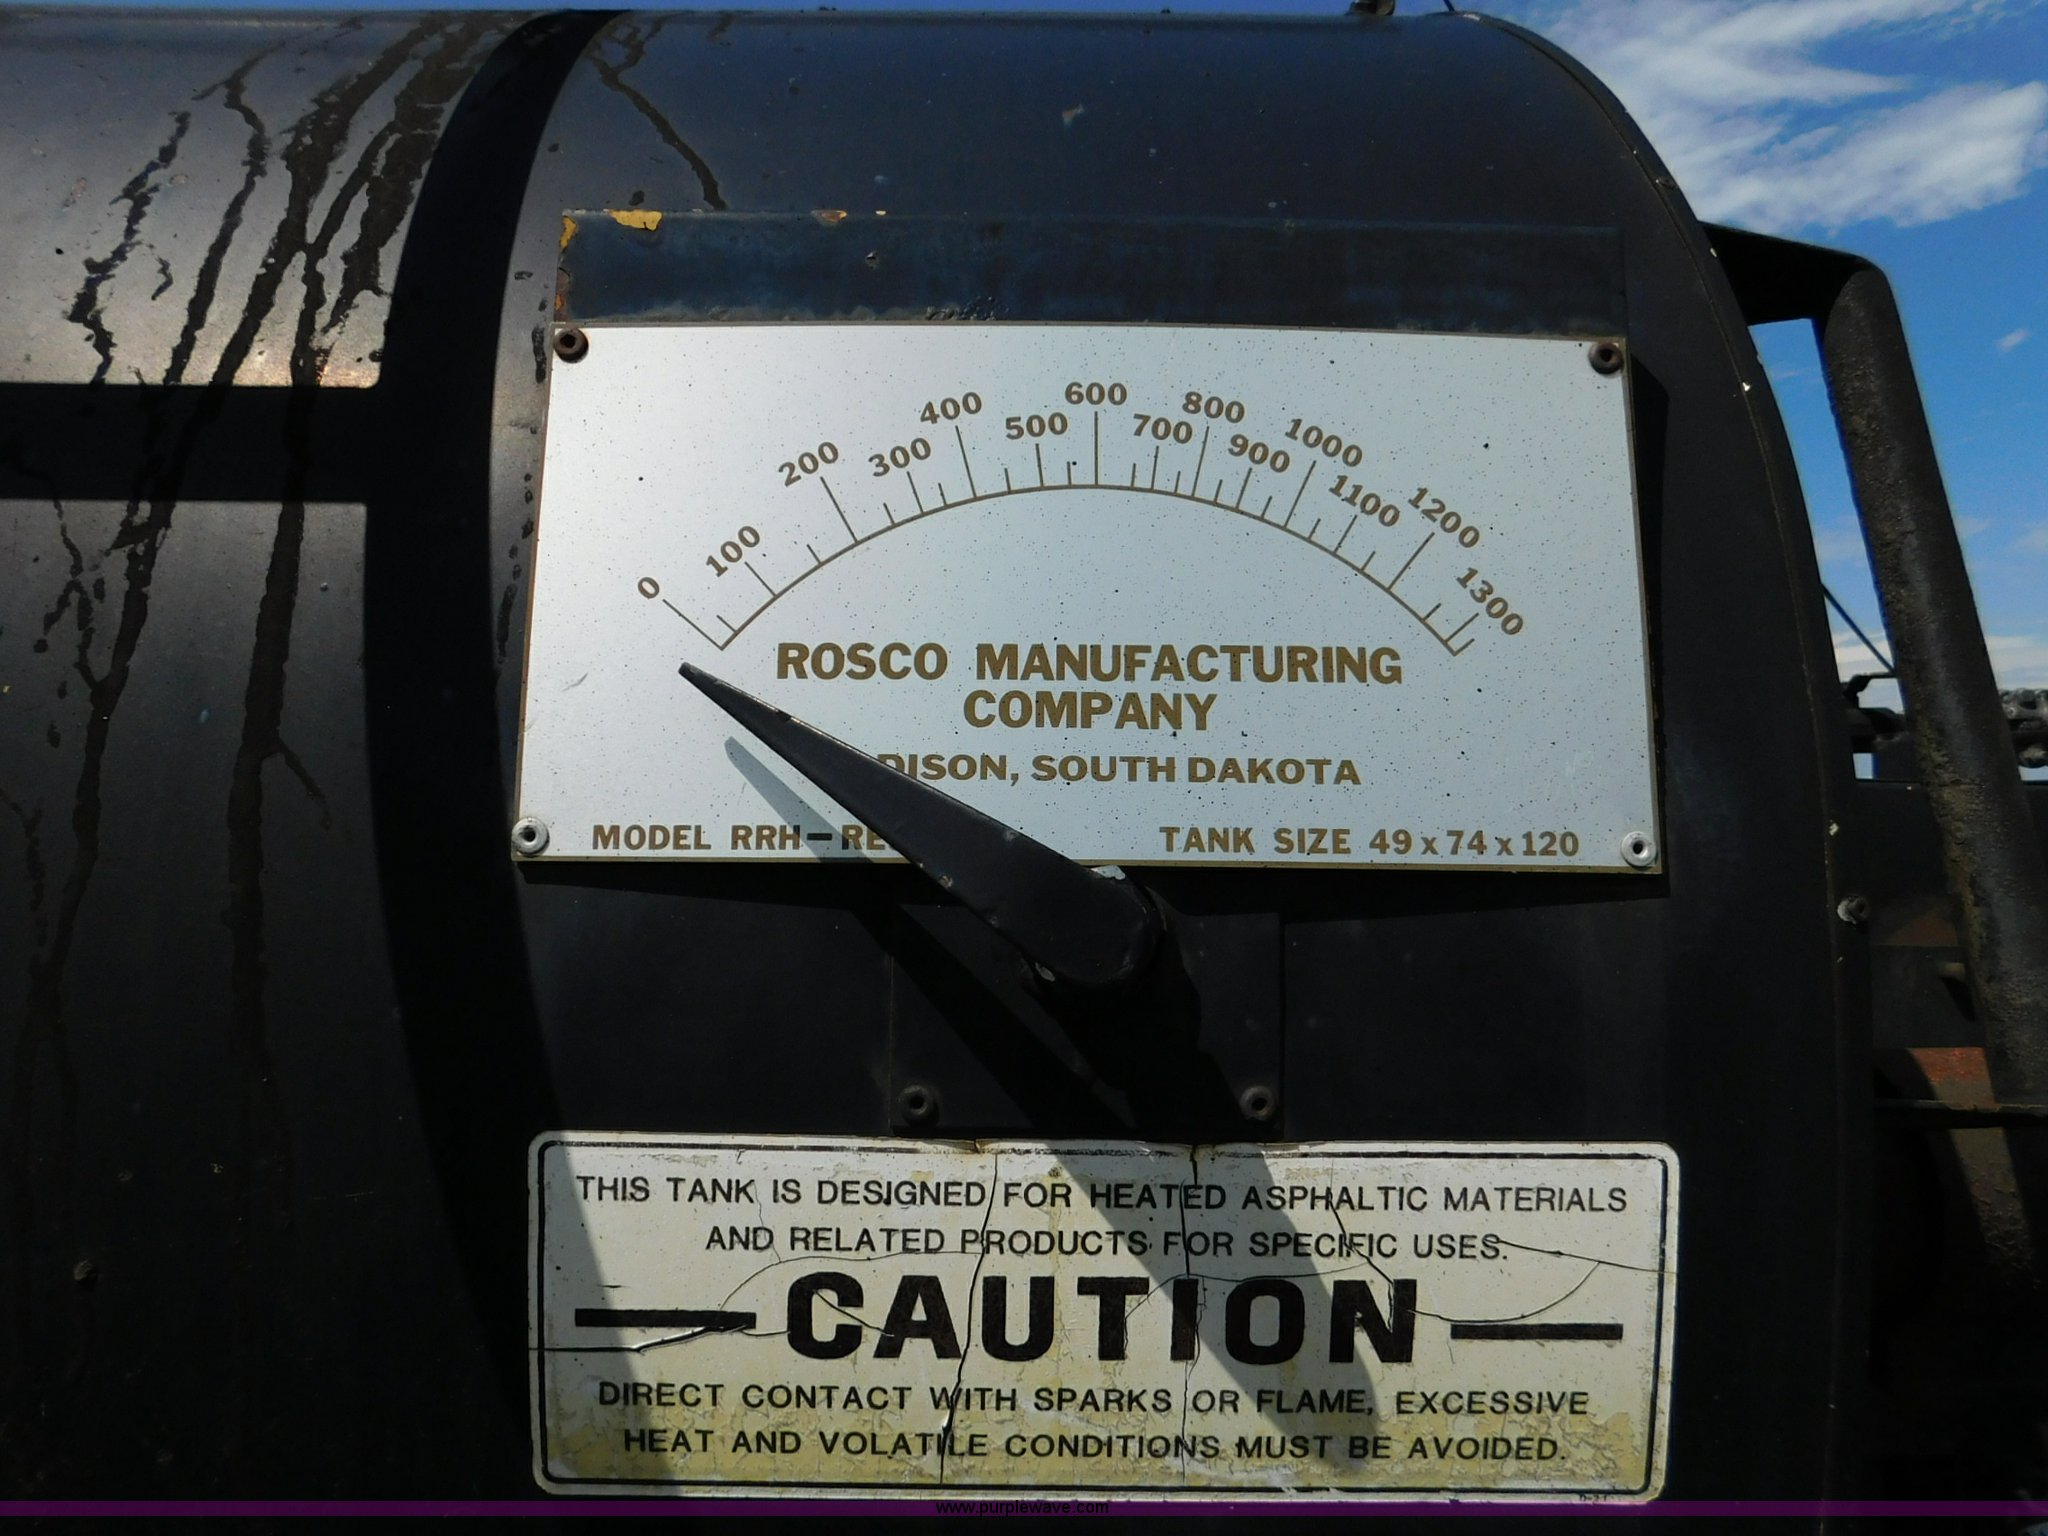 0 100 200 300 400 500 600 700 800 900 1000 1100 1200 1300
ROSCO MANUFACTURING
COMPANY
DISON, SOUTH DAKOTA
MODEL RRH-RE TANK SIZE 49 x 74 x 120
THIS TANK IS DESIGNED FOR HEATED ASPHALTIC MATERIALS
AND RELATED PRODUCTS FOR SPECIFIC USES.
CAUTION
DIRECT CONTACT WITH SPARKS OR FLAME, EXCESSIVE
HEAT AND VOLATILE CONDITIONS MUST BE AVOIDED.
www.purplewave.com